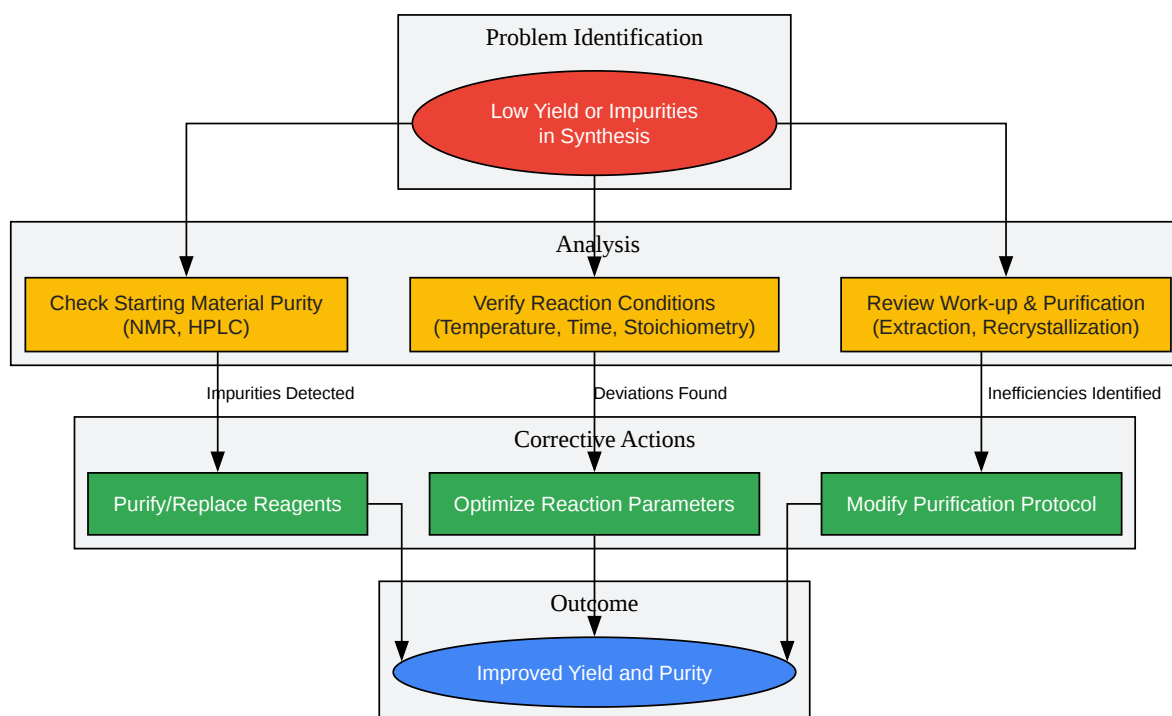 Problem Identification
Low Yield or Impurities
in Synthesis
Analysis
Check Starting Material Purity
(NMR, HPLC)
Verify Reaction Conditions
(Temperature, Time, Stoichiometry)
Review Work-up & Purification
(Extraction, Recrystallization)
Impurities Detected
Deviations Found
Inefficiencies Identified
Corrective Actions
Purify/Replace Reagents
Optimize Reaction Parameters
Modify Purification Protocol
Outcome
Improved Yield and Purity